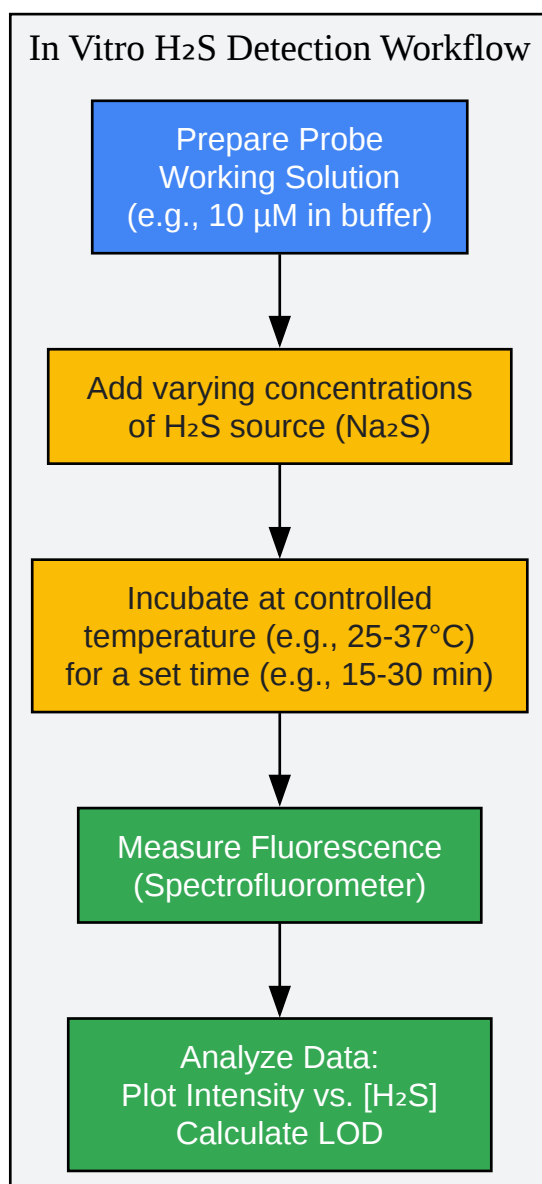 In Vitro H₂S Detection Workflow
Prepare Probe
Working Solution
(e.g., 10 µM in buffer)
Add varying concentrations
of H₂S source (Na₂S)
Incubate at controlled
temperature (e.g., 25-37°C)
for a set time (e.g., 15-30 min)
Measure Fluorescence
(Spectrofluorometer)
Analyze Data:
Plot Intensity vs. [H₂S]
Calculate LOD